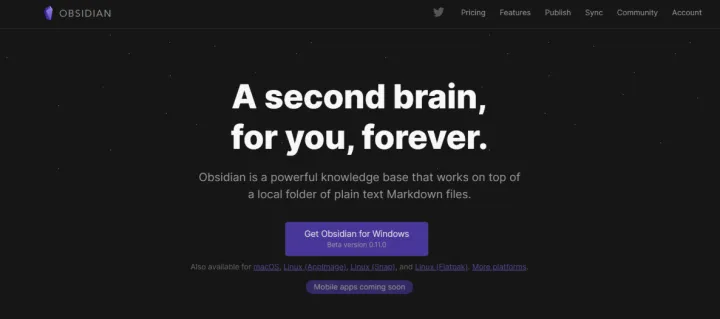 OBSIDIAN
Pricing Features Publish Sync Community Account
A second brain,
for you, forever.
Obsidian is a powerful knowledge base that works on top of
a local folder of plain text Markdown files.
Get Obsidian for Windows
Beta version 0.11.0
Also available for macOS, Linux (AppImage), Linux (Snap), and Linux (Flatpak). More platforms.
Mobile apps coming soon